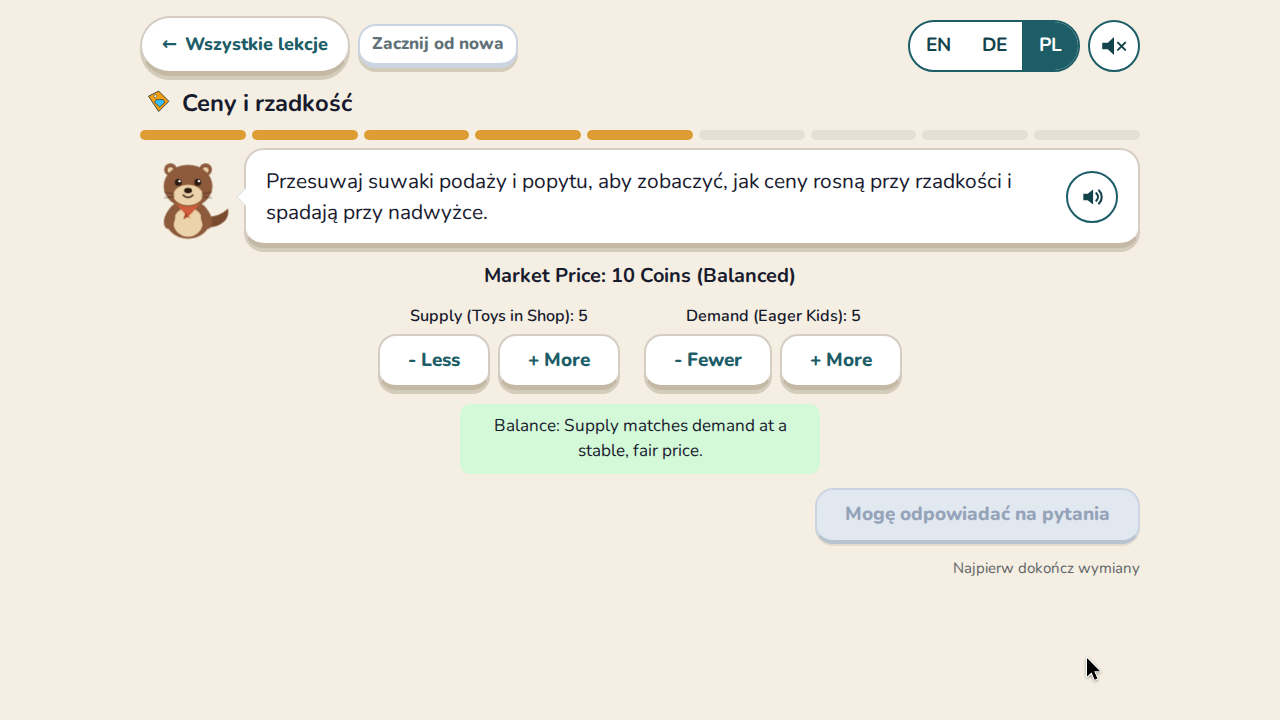 ← Wszystkie lekcje
Zacznij od nowa
EN DE PL
Ceny i rzadkość
Przesuwaj suwaki podaży i popytu, aby zobaczyć, jak ceny rosną przy rzadkości i
spadają przy nadwyżce.
Market Price: 10 Coins (Balanced)
Supply (Toys in Shop): 5
Demand (Eager Kids): 5
- Less
+ More
- Fewer
+ More
Balance: Supply matches demand at a
stable, fair price.
Mogę odpowiadać na pytania
Najpierw dokończ wymiany